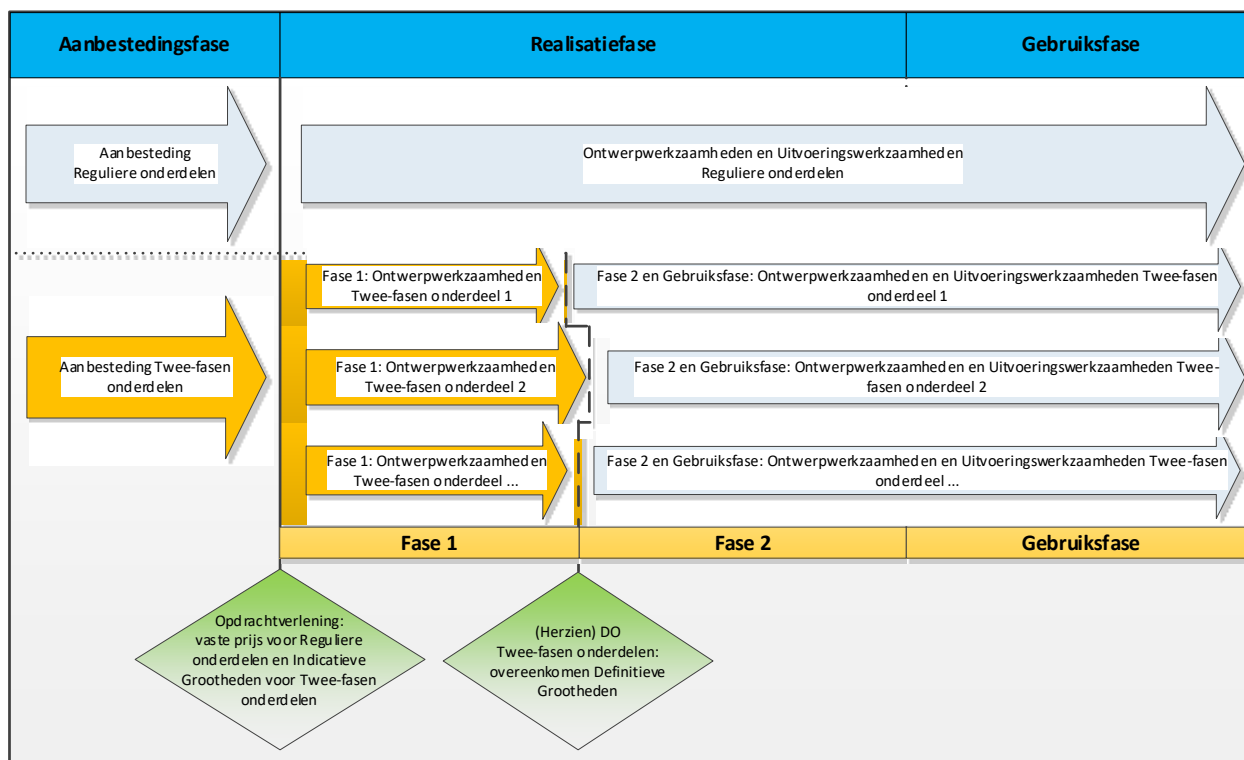 Aanbestedingsfase
Realisatiefase
Gebruiksfase
Aanbesteding
Reguliere onderdelen
Ontwerpwerkzaamheden en Uitvoeringswerkzaamheden
Reguliere onderdelen
Aanbesteding Twee-fasen
onderdelen
Fase 1: Ontwerpwerkzaamheden
Twee-fasen onderdeel 1
Fase 2 en Gebruiksfase: Ontwerpwerkzaamheden en Uitvoeringswerkzaamheden Twee-fasen
onderdeel 1
Fase 1: Ontwerpwerkzaamheden
Twee-fasen onderdeel 2
Fase 2 en Gebruiksfase: Ontwerpwerkzaamheden en Uitvoeringswerkzaamheden Twee-
fasen onderdeel 2
Fase 1: Ontwerpwerkzaamheden
Twee-fasen onderdeel ...
Fase 2 en Gebruiksfase: Ontwerpwerkzaamheden en Uitvoeringswerkzaamheden Twee-fasen
onderdeel ...
Fase 1
Fase 2
Gebruiksfase
Opdrachtverlening:
vaste prijs voor Reguliere
onderdelen en Indicatieve
Grootheden voor Twee-fasen
onderdelen
(Herzien) DO
Twee-fasen onderdelen:
overeenkomen Definitieve
Grootheden